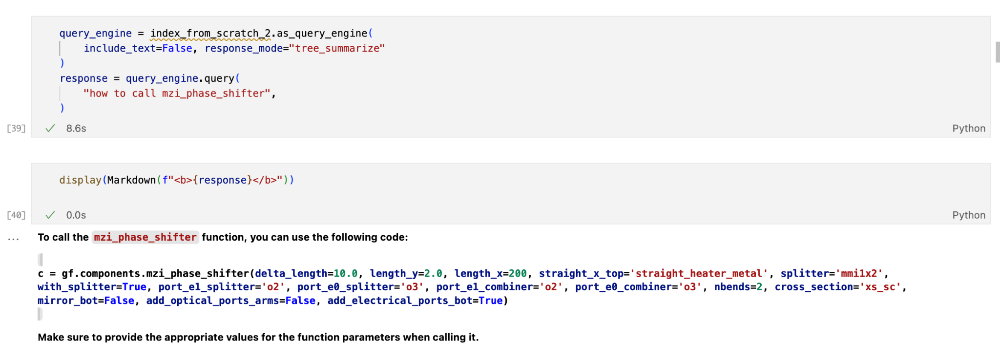 query_engine = index_from_scratch_2.as_query_engine(
    include_text=False, response_mode="tree_summarize"
)
response = query_engine.query(
    "how to call mzi_phase_shifter",
)
[39] ✓ 8.6s Python
display(Markdown(f"<b>{response}</b>"))
[40] ✓ 0.0s Python
... To call the mzi_phase_shifter function, you can use the following code:
c = gf.components.mzi_phase_shifter(delta_length=10.0, length_y=2.0, length_x=200, straight_x_top='straight_heater_metal', splitter='mmi1x2',
with_splitter=True, port_e1_splitter='o2', port_e0_splitter='o3', port_e1_combiner='o2', port_e0_combiner='o3', nbends=2, cross_section='xs_sc',
mirror_bot=False, add_optical_ports_arms=False, add_electrical_ports_bot=True)
Make sure to provide the appropriate values for the function parameters when calling it.